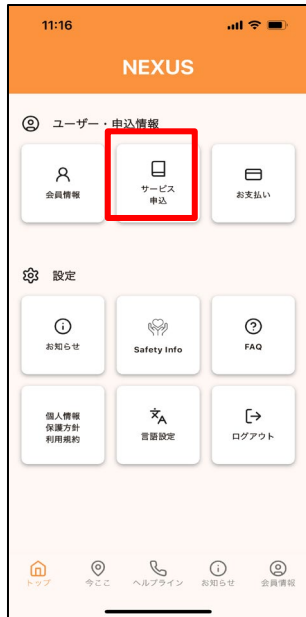 11:16
NEXUS
ユーザー・申込情報
会員情報
サービス
申込
お支払い
設定
お知らせ
Safety Info
FAQ
個人情報
保護方針
利用規約
言語設定
ログアウト
トップ
今ここ
ヘルプライン
お知らせ
会員情報